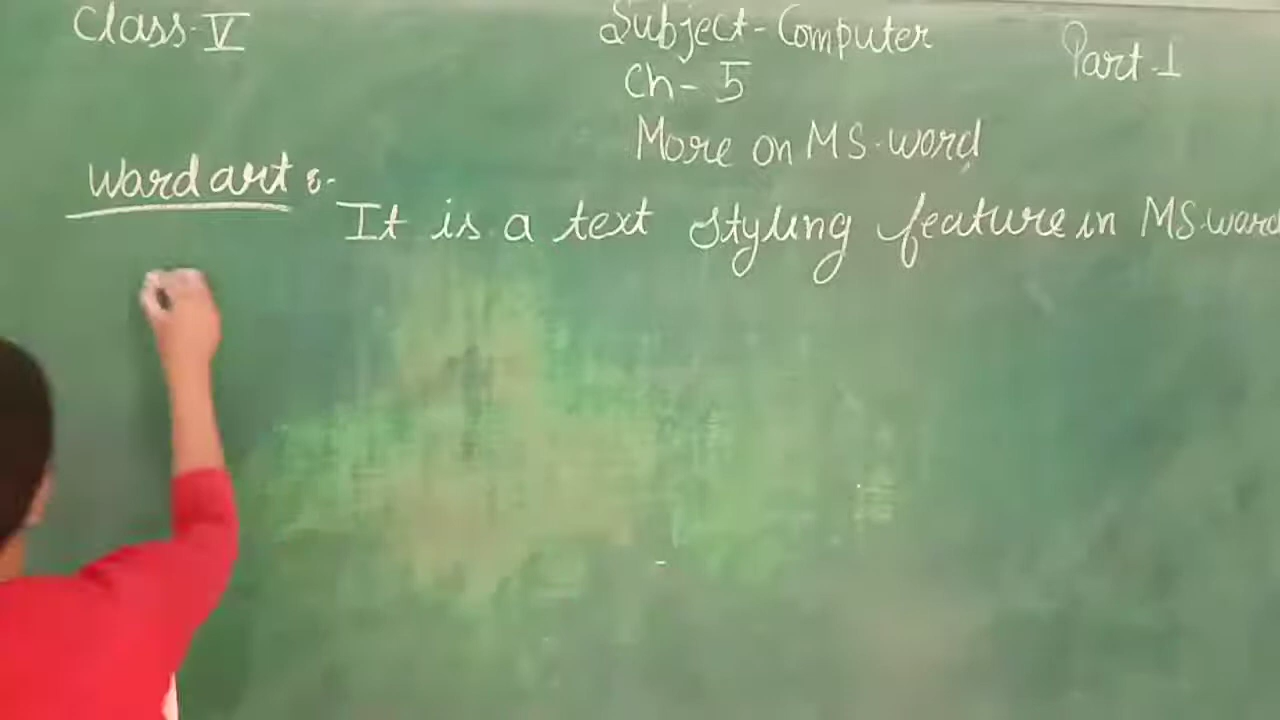 Class-V Subject-Computer Part-1
Ch-5
More on MS-word
Word art :-
It is a text styling feature in MS-word